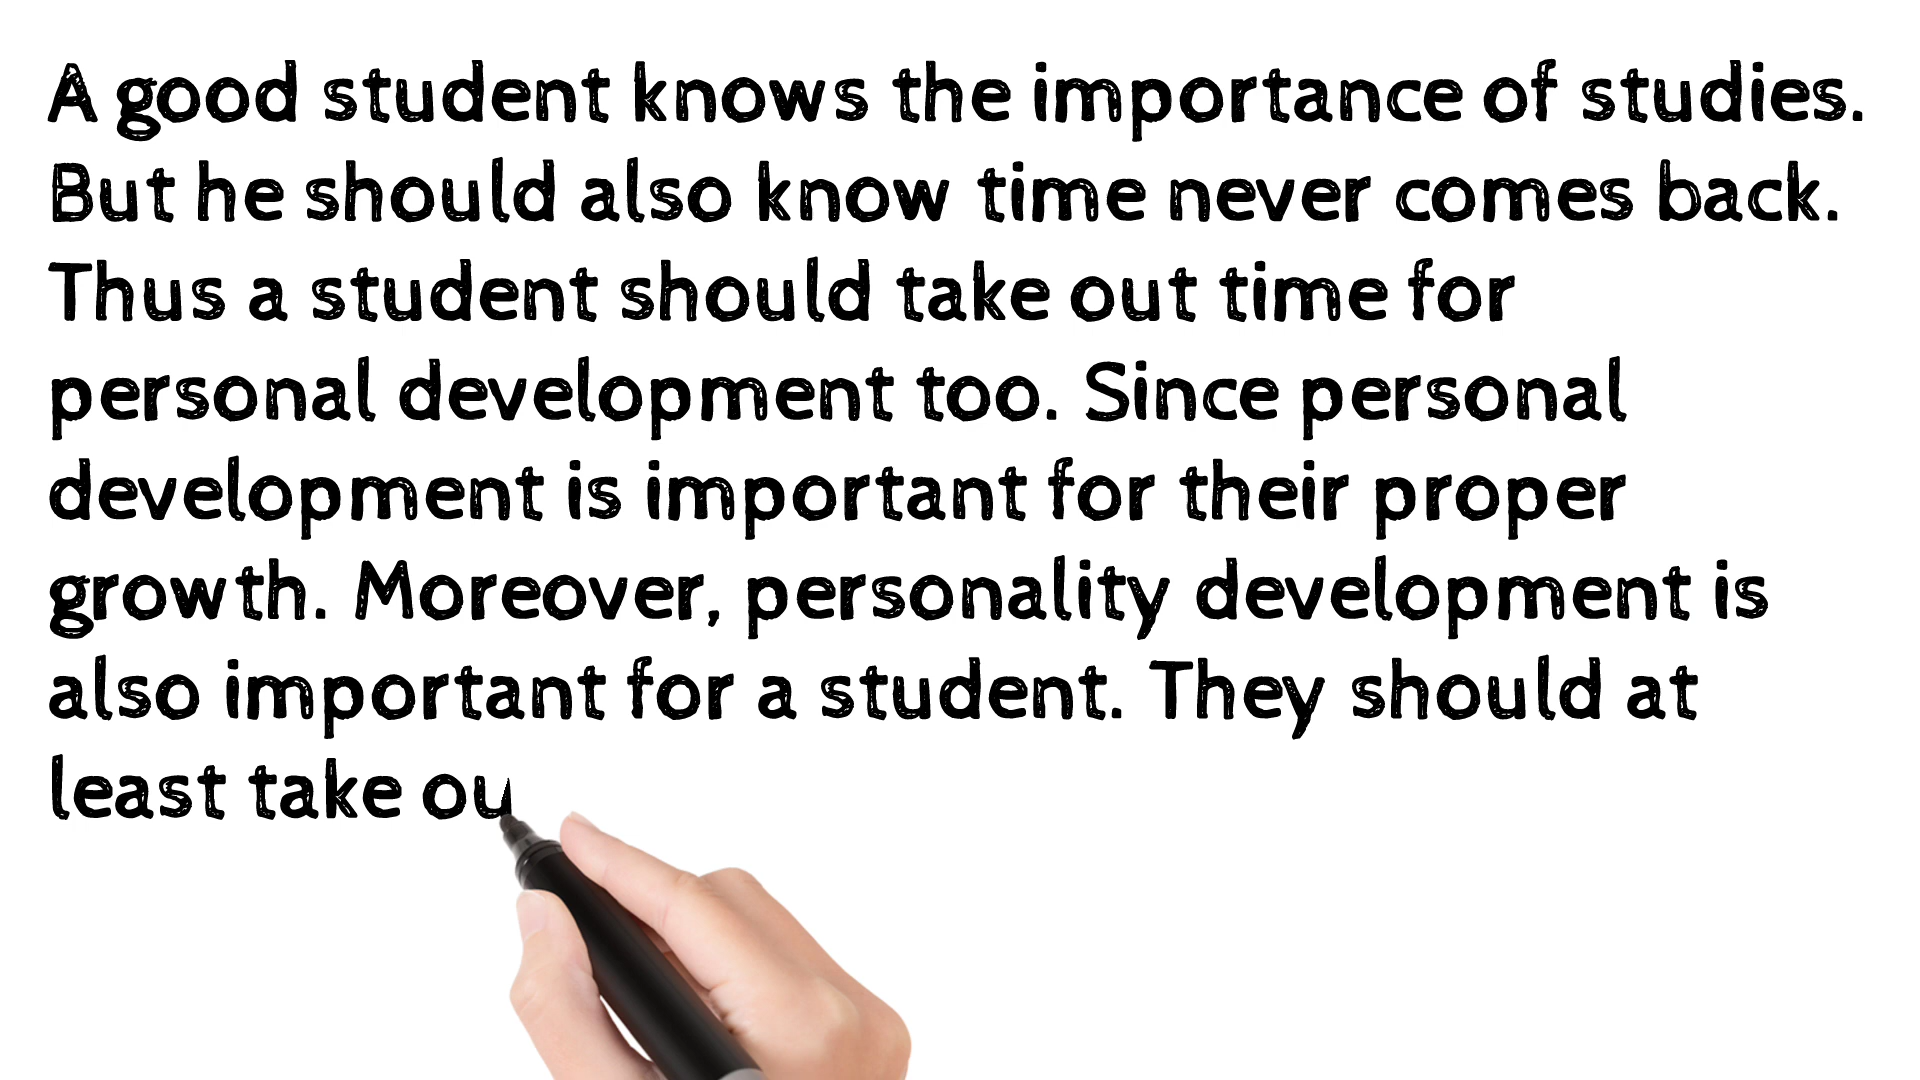 A good student knows the importance of studies.
But he should also know time never comes back.
Thus a student should take out time for
personal development too. Since personal
development is important for their proper
growth. Moreover, personality development is
also important for a student. They should at
least take ou